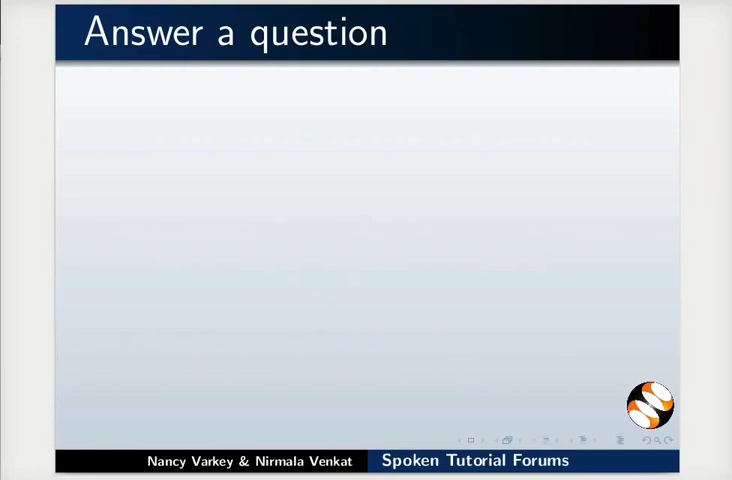 Answer a question
Nancy Varkey & Nirmala Venkat
Spoken Tutorial Forums